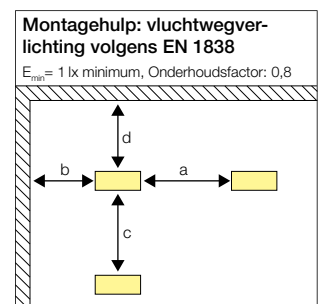 Montagehulp: vluchtwegver-
lichting volgens EN 1838
Emin= 1 lx minimum, Onderhoudsfactor: 0,8
d
b
a
c